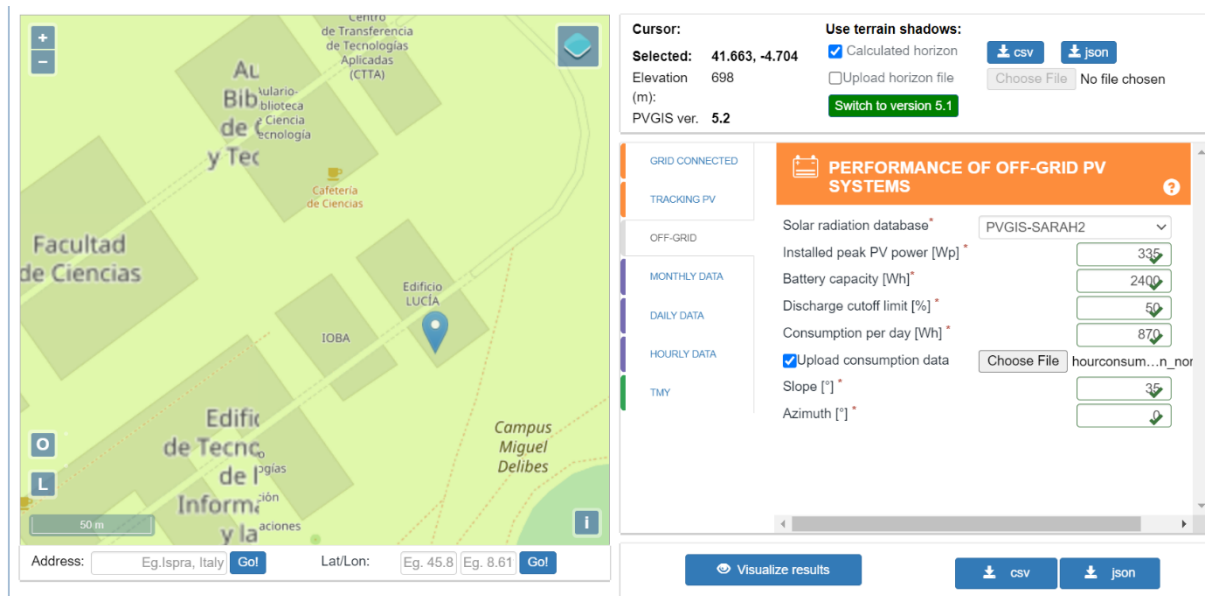 +
−
Centro
de Transferencia
de Tecnologías
Aplicadas
(CTTA)
Au
Bib
de C
y Tec
Aulario-
blioteca
e Ciencia
ecnología
Cafetería
de Ciencias
Facultad
de Ciencias
Edificio
LUCÍA
IOBA
Edific
de Tecno
de l
Informa
y la
ogías
ción
aciones
Campus
Miguel
Delibes
O
L
50 m
i
Address: Eg.Ispra, Italy Go! Lat/Lon: Eg. 45.8 Eg. 8.61 Go!
Cursor:
Selected: 41.663, -4.704
Elevation 698
(m):
PVGIS ver. 5.2
Use terrain shadows:
Calculated horizon csv json
Upload horizon file Choose File No file chosen
Switch to version 5.1
GRID CONNECTED
TRACKING PV
OFF-GRID
MONTHLY DATA
DAILY DATA
HOURLY DATA
TMY
PERFORMANCE OF OFF-GRID PV
SYSTEMS ?
Solar radiation database* PVGIS-SARAH2
Installed peak PV power [Wp] * 335
Battery capacity [Wh]* 2400
Discharge cutoff limit [%] * 50
Consumption per day [Wh] * 870
Upload consumption data Choose File hourconsum…n_nor
Slope [°] * 35
Azimuth [°] * 0
Visualize results csv json